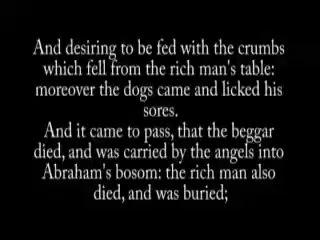 And desiring to be fed with the crumbs
which fell from the rich man's table:
moreover the dogs came and licked his
sores.
And it came to pass, that the beggar
died, and was carried by the angels into
Abraham's bosom: the rich man also
died, and was buried;